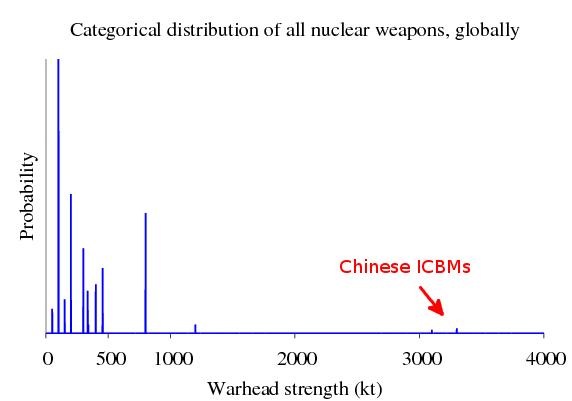 Categorical distribution of all nuclear weapons, globally
Probability
Chinese ICBMs
0 500 1000 2000 3000 4000
Warhead strength (kt)